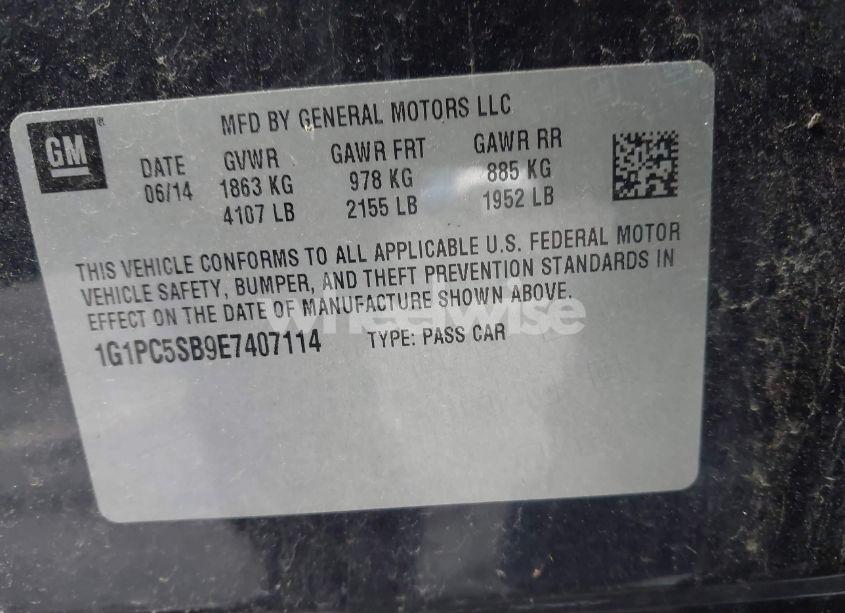 GM
MFD BY GENERAL MOTORS LLC
DATE GVWR GAWR FRT GAWR RR
06/14 1863 KG 978 KG 885 KG
4107 LB 2155 LB 1952 LB
THIS VEHICLE CONFORMS TO ALL APPLICABLE U.S. FEDERAL MOTOR
VEHICLE SAFETY, BUMPER, AND THEFT PREVENTION STANDARDS IN
EFFECT ON THE DATE OF MANUFACTURE SHOWN ABOVE.
wheelwise
1G1PC5SB9E7407114 TYPE: PASS CAR